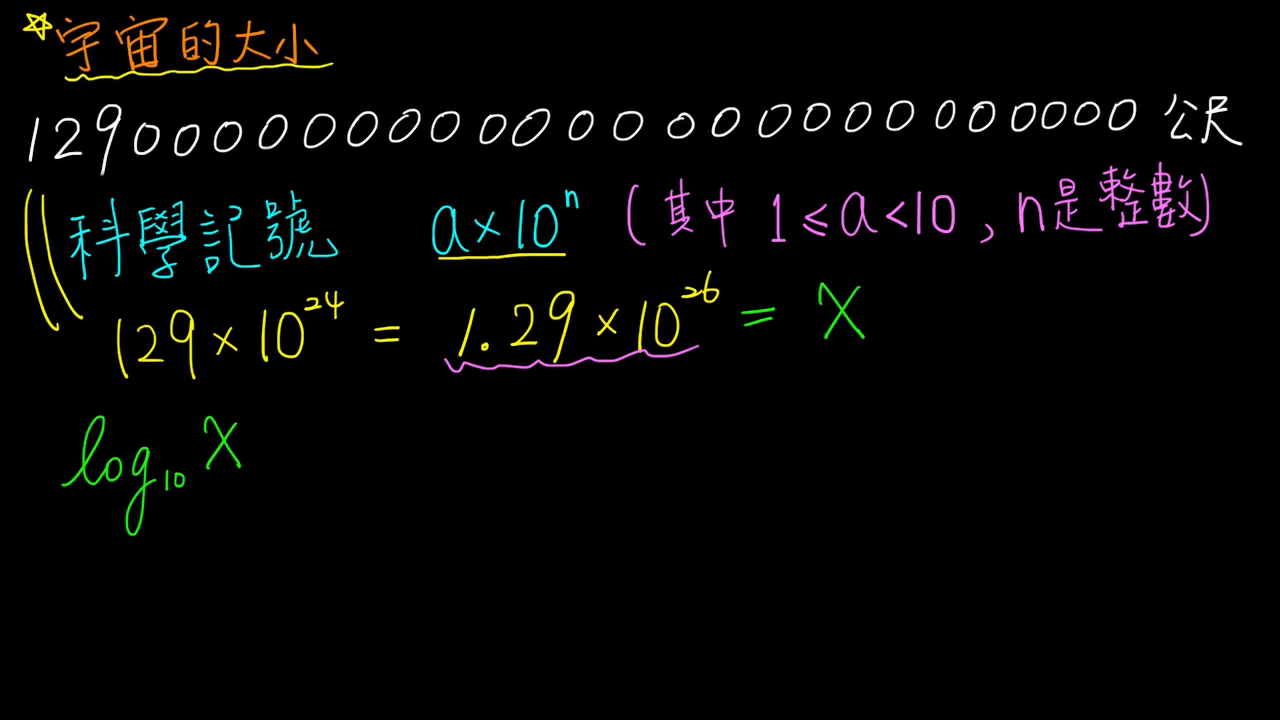 宇宙的大小
129000000000000000000000000 公尺
科學記號 a×10ⁿ (其中 1≤a<10, n是整數)
129×10²⁴ = 1.29×10²⁶ = X
log₁₀ X